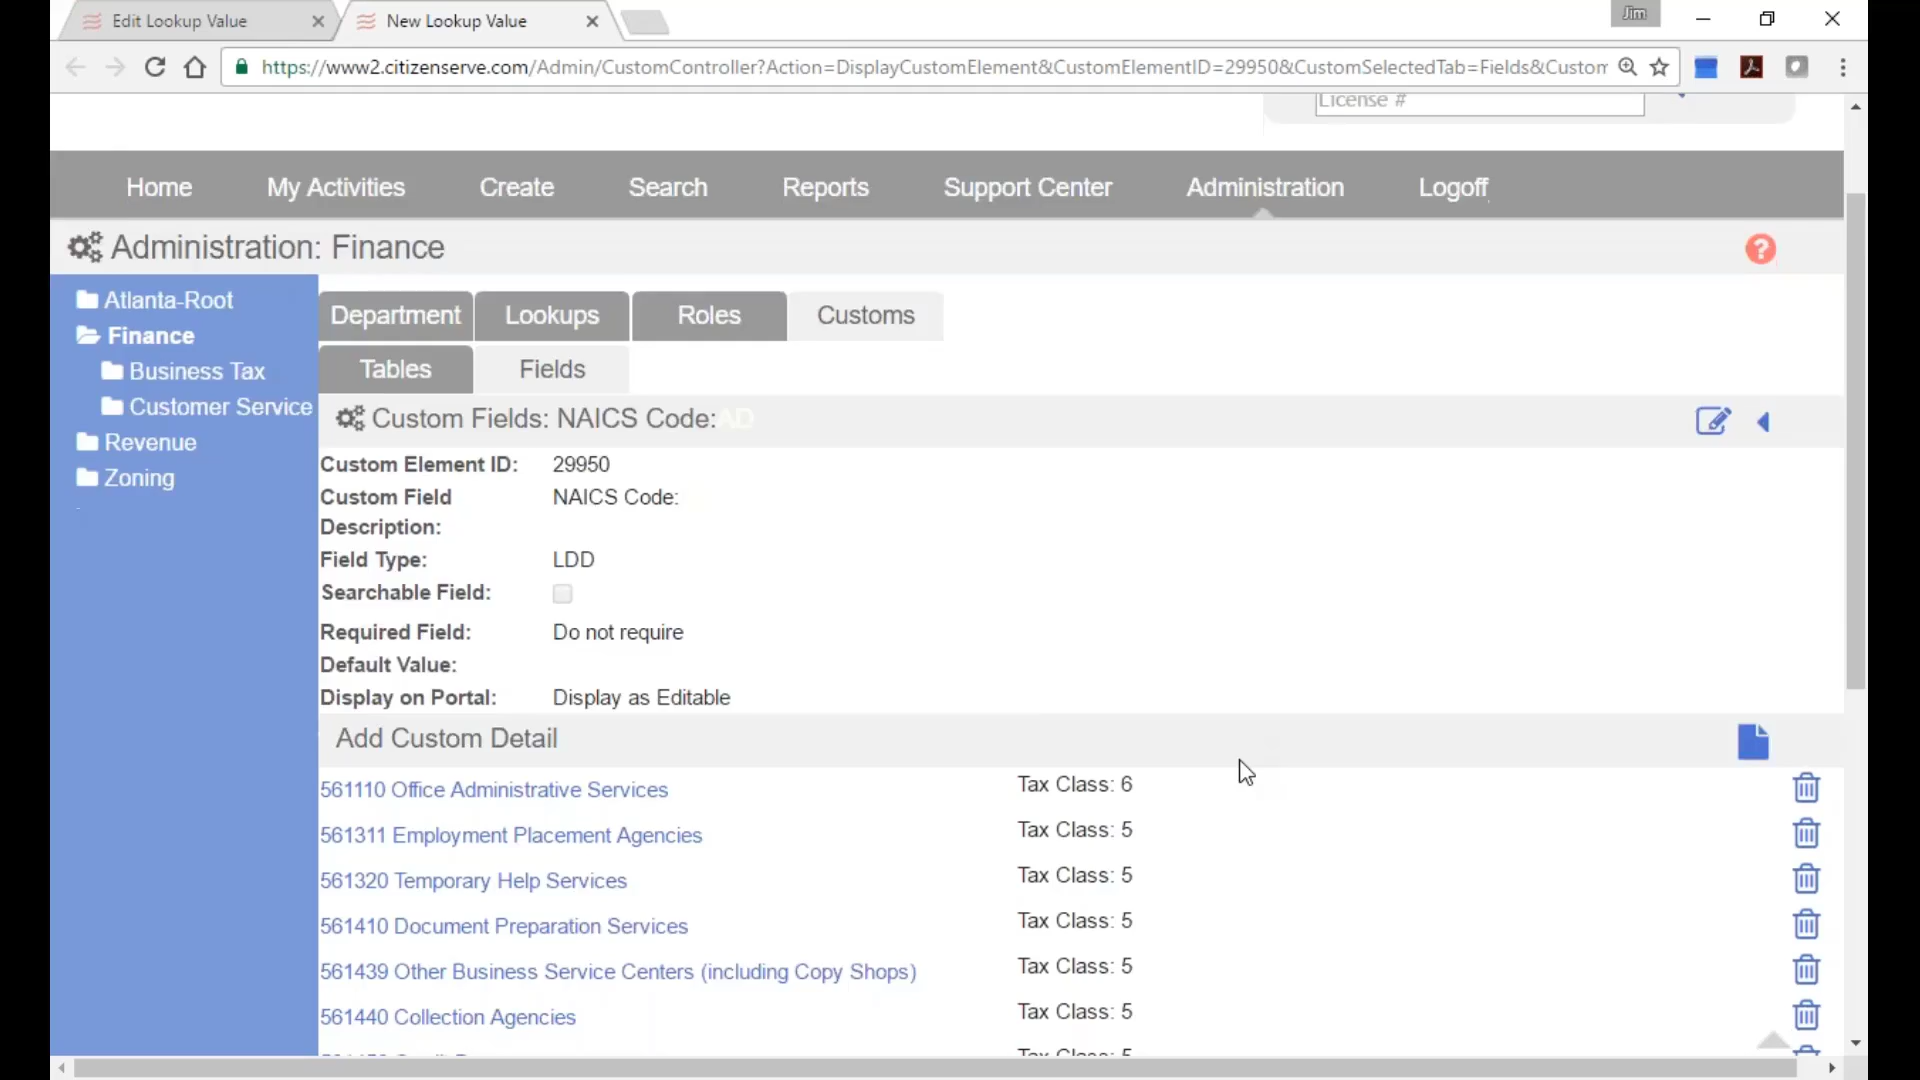 Edit Lookup Value
New Lookup Value
Jim
https://www2.citizenserve.com/Admin/CustomController?Action=DisplayCustomElement&CustomElementID=29950&CustomSelectedTab=Fields&Custom
License #
Home My Activities Create Search Reports Support Center Administration Logoff
Administration: Finance
?
Atlanta-Root
Finance
Business Tax
Customer Service
Revenue
Zoning
Department Lookups Roles Customs
Tables Fields
Custom Fields: NAICS Code:AD
Custom Element ID: 29950
Custom Field NAICS Code:
Description:
Field Type: LDD
Searchable Field:
Required Field: Do not require
Default Value:
Display on Portal: Display as Editable
Add Custom Detail
561110 Office Administrative Services Tax Class: 6
561311 Employment Placement Agencies Tax Class: 5
561320 Temporary Help Services Tax Class: 5
561410 Document Preparation Services Tax Class: 5
561439 Other Business Service Centers (including Copy Shops) Tax Class: 5
561440 Collection Agencies Tax Class: 5
Tax Class: 5